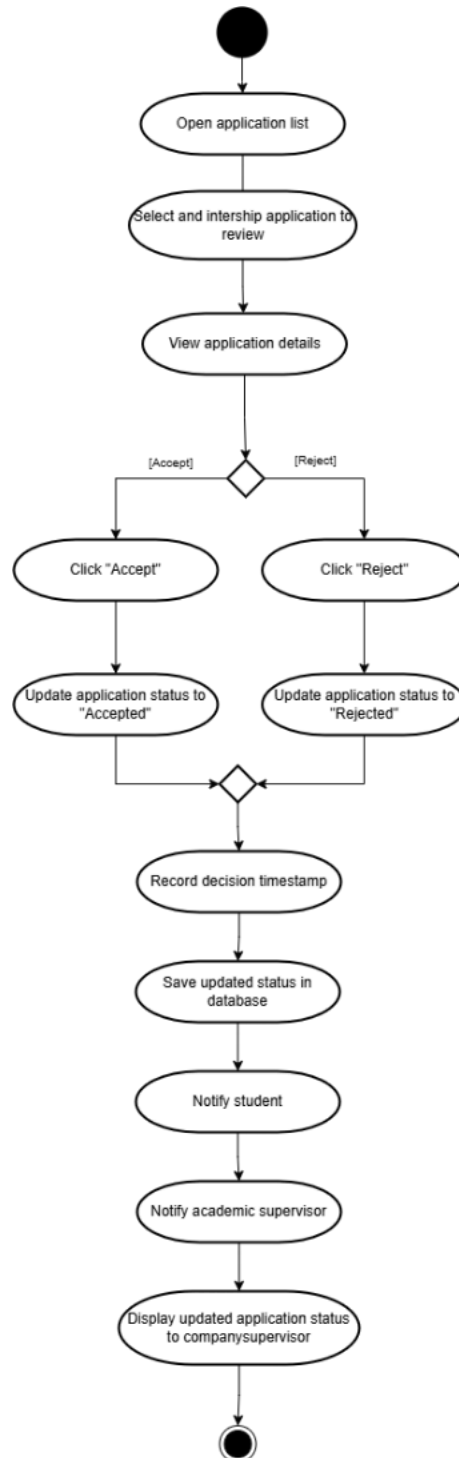 Open application list
Select and intership application to
review
View application details
[Accept]
[Reject]
Click "Accept"
Click "Reject"
Update application status to
"Accepted"
Update application status to
"Rejected"
Record decision timestamp
Save updated status in
database
Notify student
Notify academic supervisor
Display updated application status
to companysupervisor